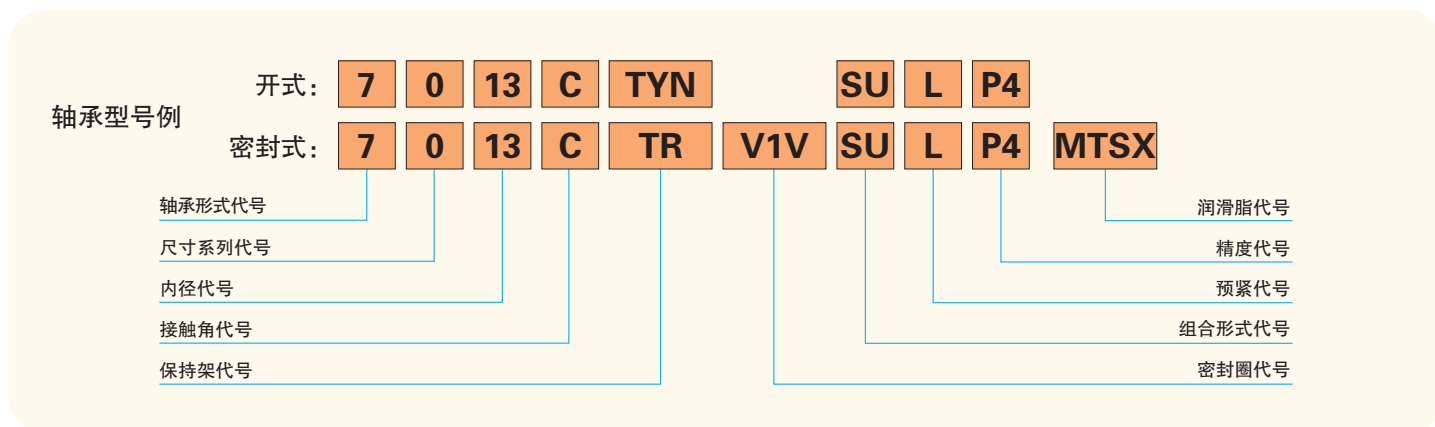 轴承型号例
开式: 7 0 13 C TYN SU L P4
密封式: 7 0 13 C TR V1V SU L P4 MTSX
轴承形式代号 润滑脂代号
尺寸系列代号 精度代号
内径代号 预紧代号
接触角代号 组合形式代号
保持架代号 密封圈代号